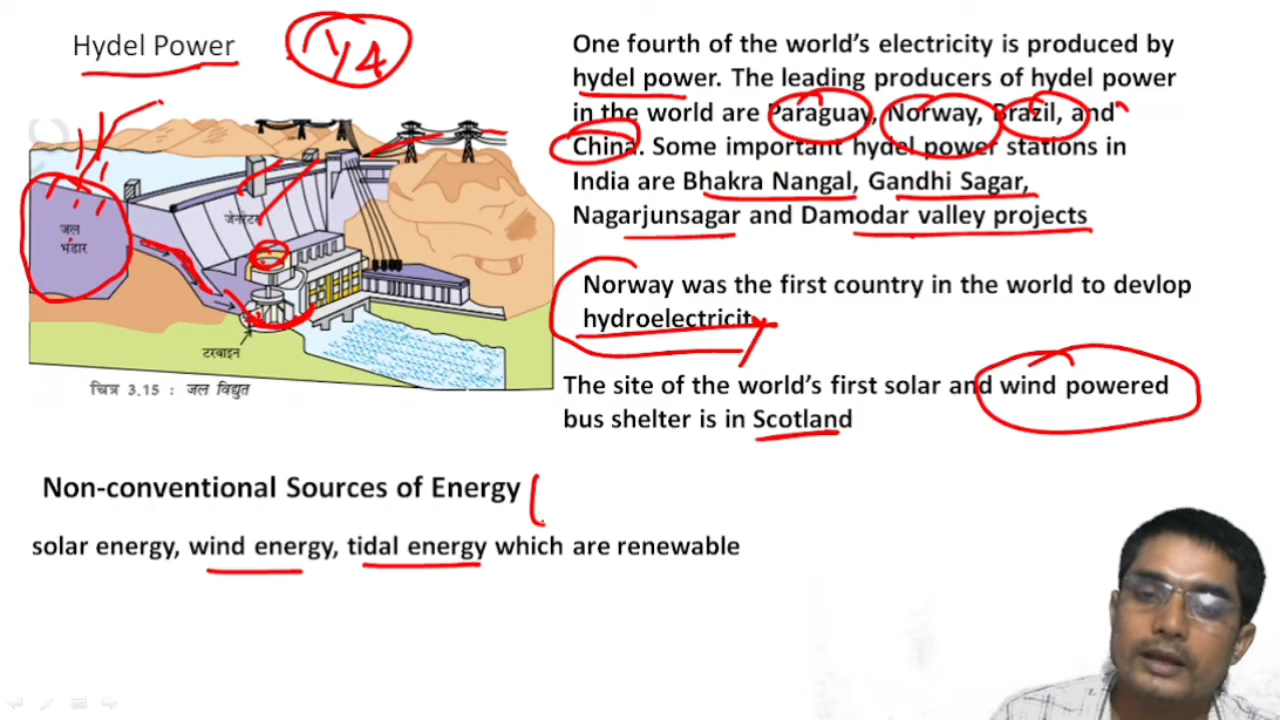 Hydel Power
1/4
One fourth of the world's electricity is produced by
hydel power. The leading producers of hydel power
in the world are Paraguay, Norway, Brazil, and
China. Some important hydel power stations in
India are Bhakra Nangal, Gandhi Sagar,
Nagarjunsagar and Damodar valley projects
जेनरेटर
जल
भंडार
टरबाइन
चित्र 3.15 : जल विद्युत
Norway was the first country in the world to devlop
hydroelectricit
The site of the world's first solar and wind powered
bus shelter is in Scotland
Non-conventional Sources of Energy
solar energy, wind energy, tidal energy which are renewable